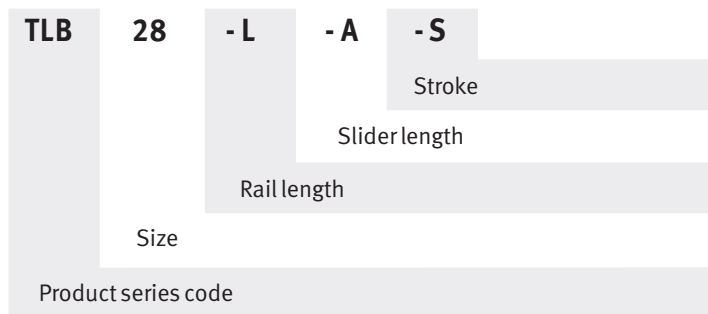 TLB 28 - L - A - S
Stroke
Slider length
Rail length
Size
Product series code